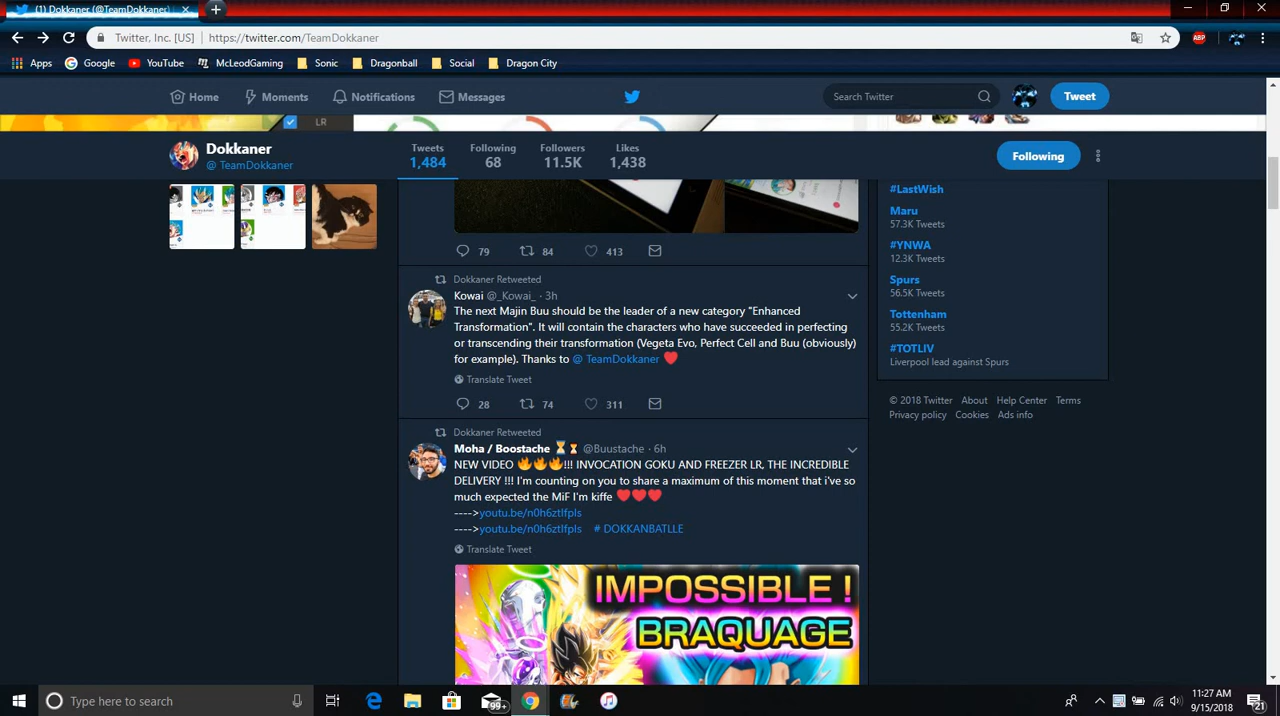 (1) Dokkaner (@TeamDokkaner)
Twitter, Inc. [US] https://twitter.com/TeamDokkaner
ABP
Apps Google YouTube McLeodGaming Sonic Dragonball Social Dragon City
Home Moments Notifications Messages Search Twitter Tweet
LR
Dokkaner
@ TeamDokkaner
Tweets Following Followers Likes
1,484 68 11.5K 1,438
Following
79 84 413
Dokkaner Retweeted
Kowai @_Kowai_ · 3h
The next Majin Buu should be the leader of a new category "Enhanced
Transformation". It will contain the characters who have succeeded in perfecting
or transcending their transformation (Vegeta Evo, Perfect Cell and Buu (obviously)
for example). Thanks to @ TeamDokkaner ❤
Translate Tweet
28 74 311
Dokkaner Retweeted
Moha / Boostache ⏳⏳ @Buustache · 6h
NEW VIDEO 🔥🔥🔥!!! INVOCATION GOKU AND FREEZER LR, THE INCREDIBLE
DELIVERY !!! I'm counting on you to share a maximum of this moment that i've so
much expected the MiF I'm kiffe ❤❤❤
---->youtu.be/n0h6ztIfpIs
---->youtu.be/n0h6ztIfpIs # DOKKANBATLLE
Translate Tweet
IMPOSSIBLE !
BRAQUAGE
#LastWish
Maru
57.3K Tweets
#YNWA
12.3K Tweets
Spurs
56.5K Tweets
Tottenham
55.2K Tweets
#TOTLIV
Liverpool lead against Spurs
© 2018 Twitter About Help Center Terms
Privacy policy Cookies Ads info
Type here to search
99+
11:27 AM
9/15/2018
21